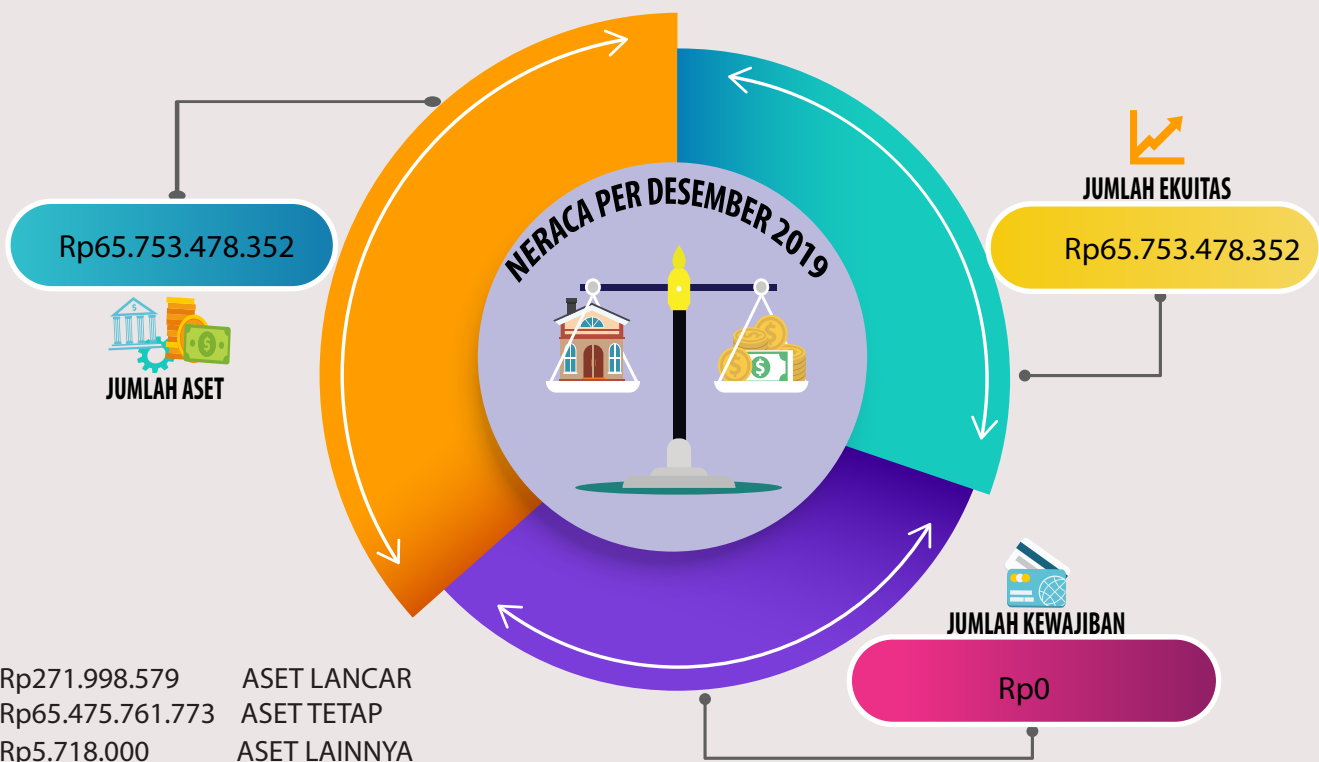 NERACA PER DESEMBER 2019
Rp65.753.478.352
JUMLAH ASET
JUMLAH EKUITAS
Rp65.753.478.352
JUMLAH KEWAJIBAN
Rp0
Rp271.998.579 ASET LANCAR
Rp65.475.761.773 ASET TETAP
Rp5.718.000 ASET LAINNYA